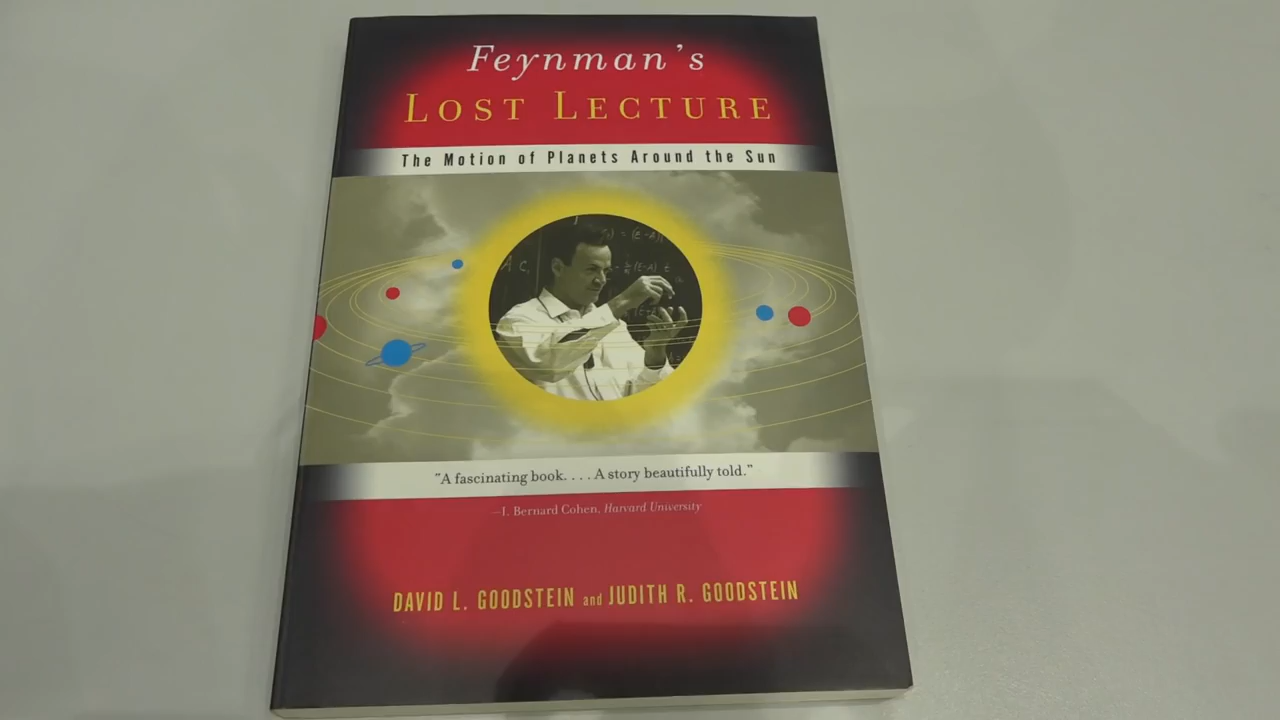 Feynman's
LOST LECTURE
The Motion of Planets Around the Sun
"A fascinating book. . . . A story beautifully told."
—I. Bernard Cohen, Harvard University
DAVID L. GOODSTEIN and JUDITH R. GOODSTEIN